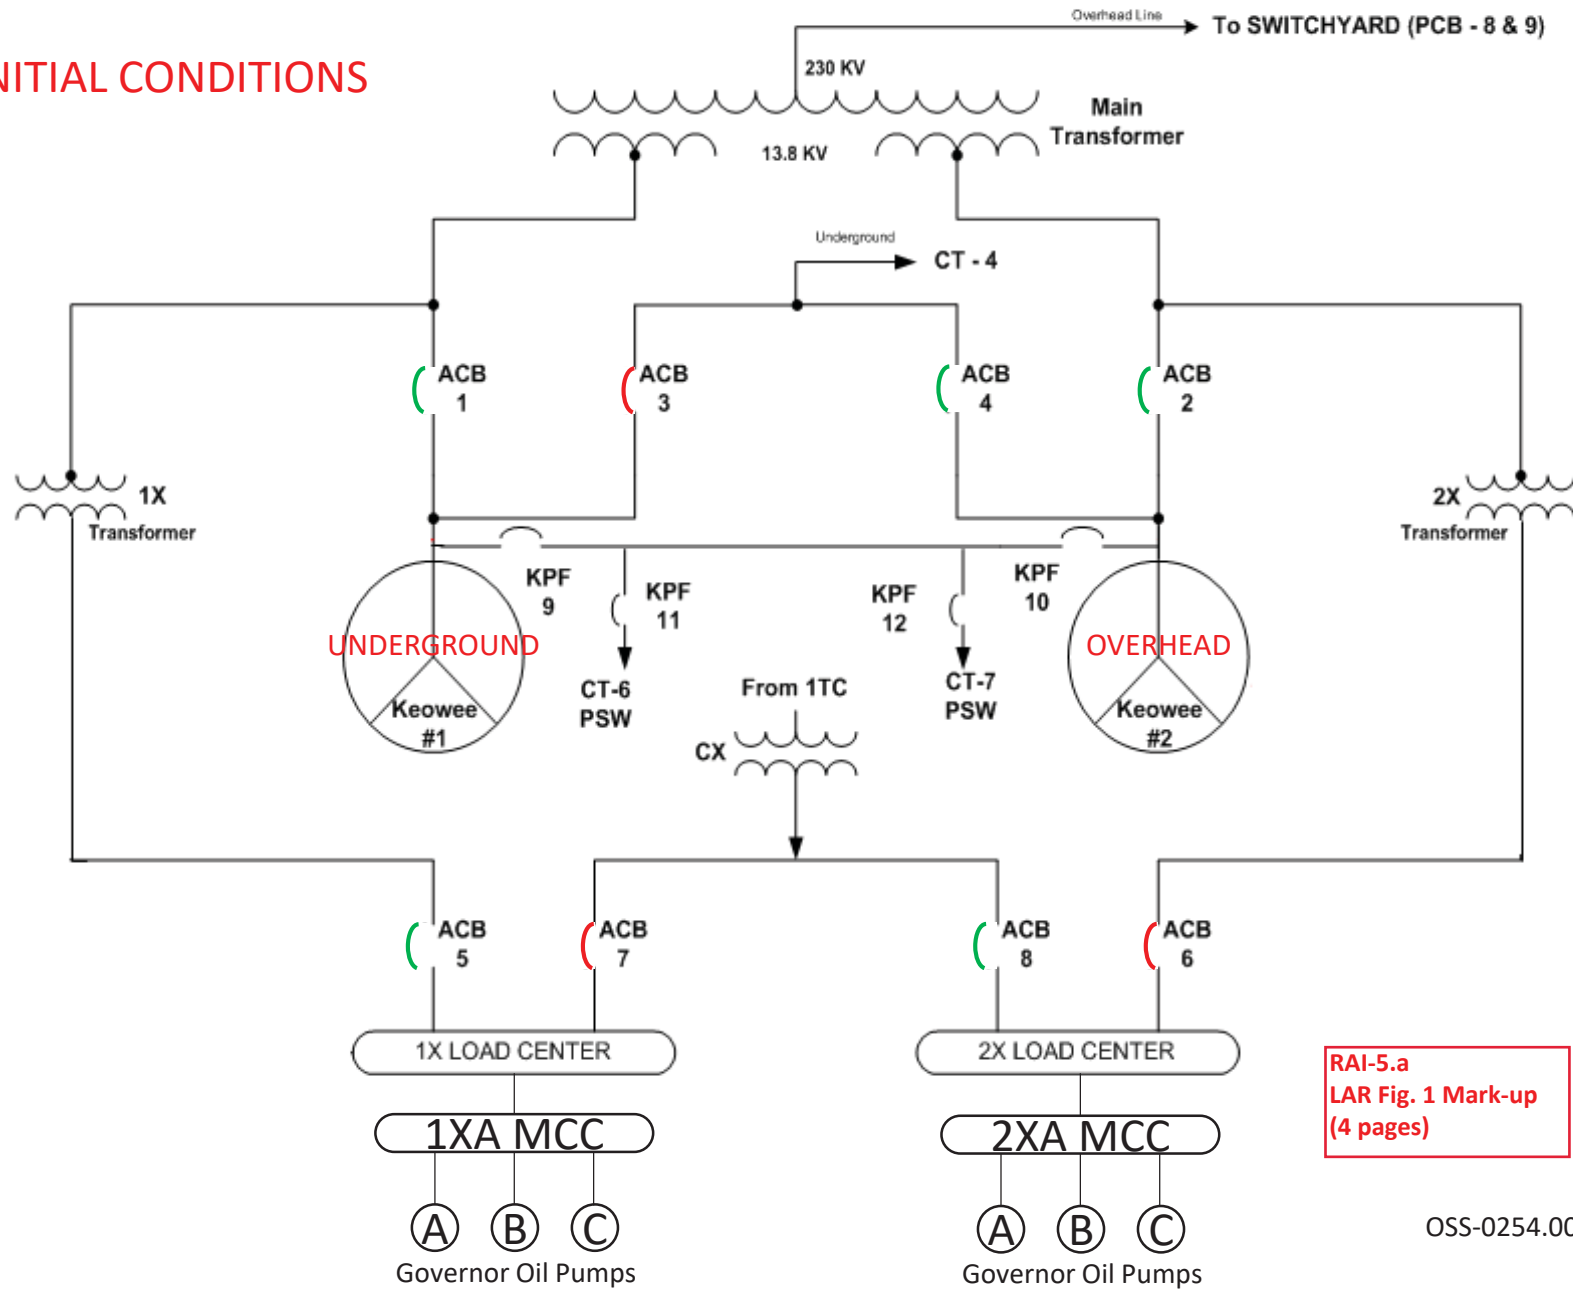 Overhead Line
To SWITCHYARD (PCB - 8 & 9)
NITIAL CONDITIONS
230 KV
Main
Transformer
13.8 KV
Underground
CT - 4
ACB
1
ACB
3
ACB
4
ACB
2
1X
Transformer
2X
Transformer
KPF
9
KPF
11
KPF
12
KPF
10
UNDERGROUND
OVERHEAD
Keowee
#1
CT-6
PSW
From 1TC
CX
CT-7
PSW
Keowee
#2
ACB
5
ACB
7
ACB
8
ACB
6
1X LOAD CENTER
2X LOAD CENTER
RAI-5.a
LAR Fig. 1 Mark-up
(4 pages)
1XA MCC
2XA MCC
A B C
A B C
Governor Oil Pumps
Governor Oil Pumps
OSS-0254.00